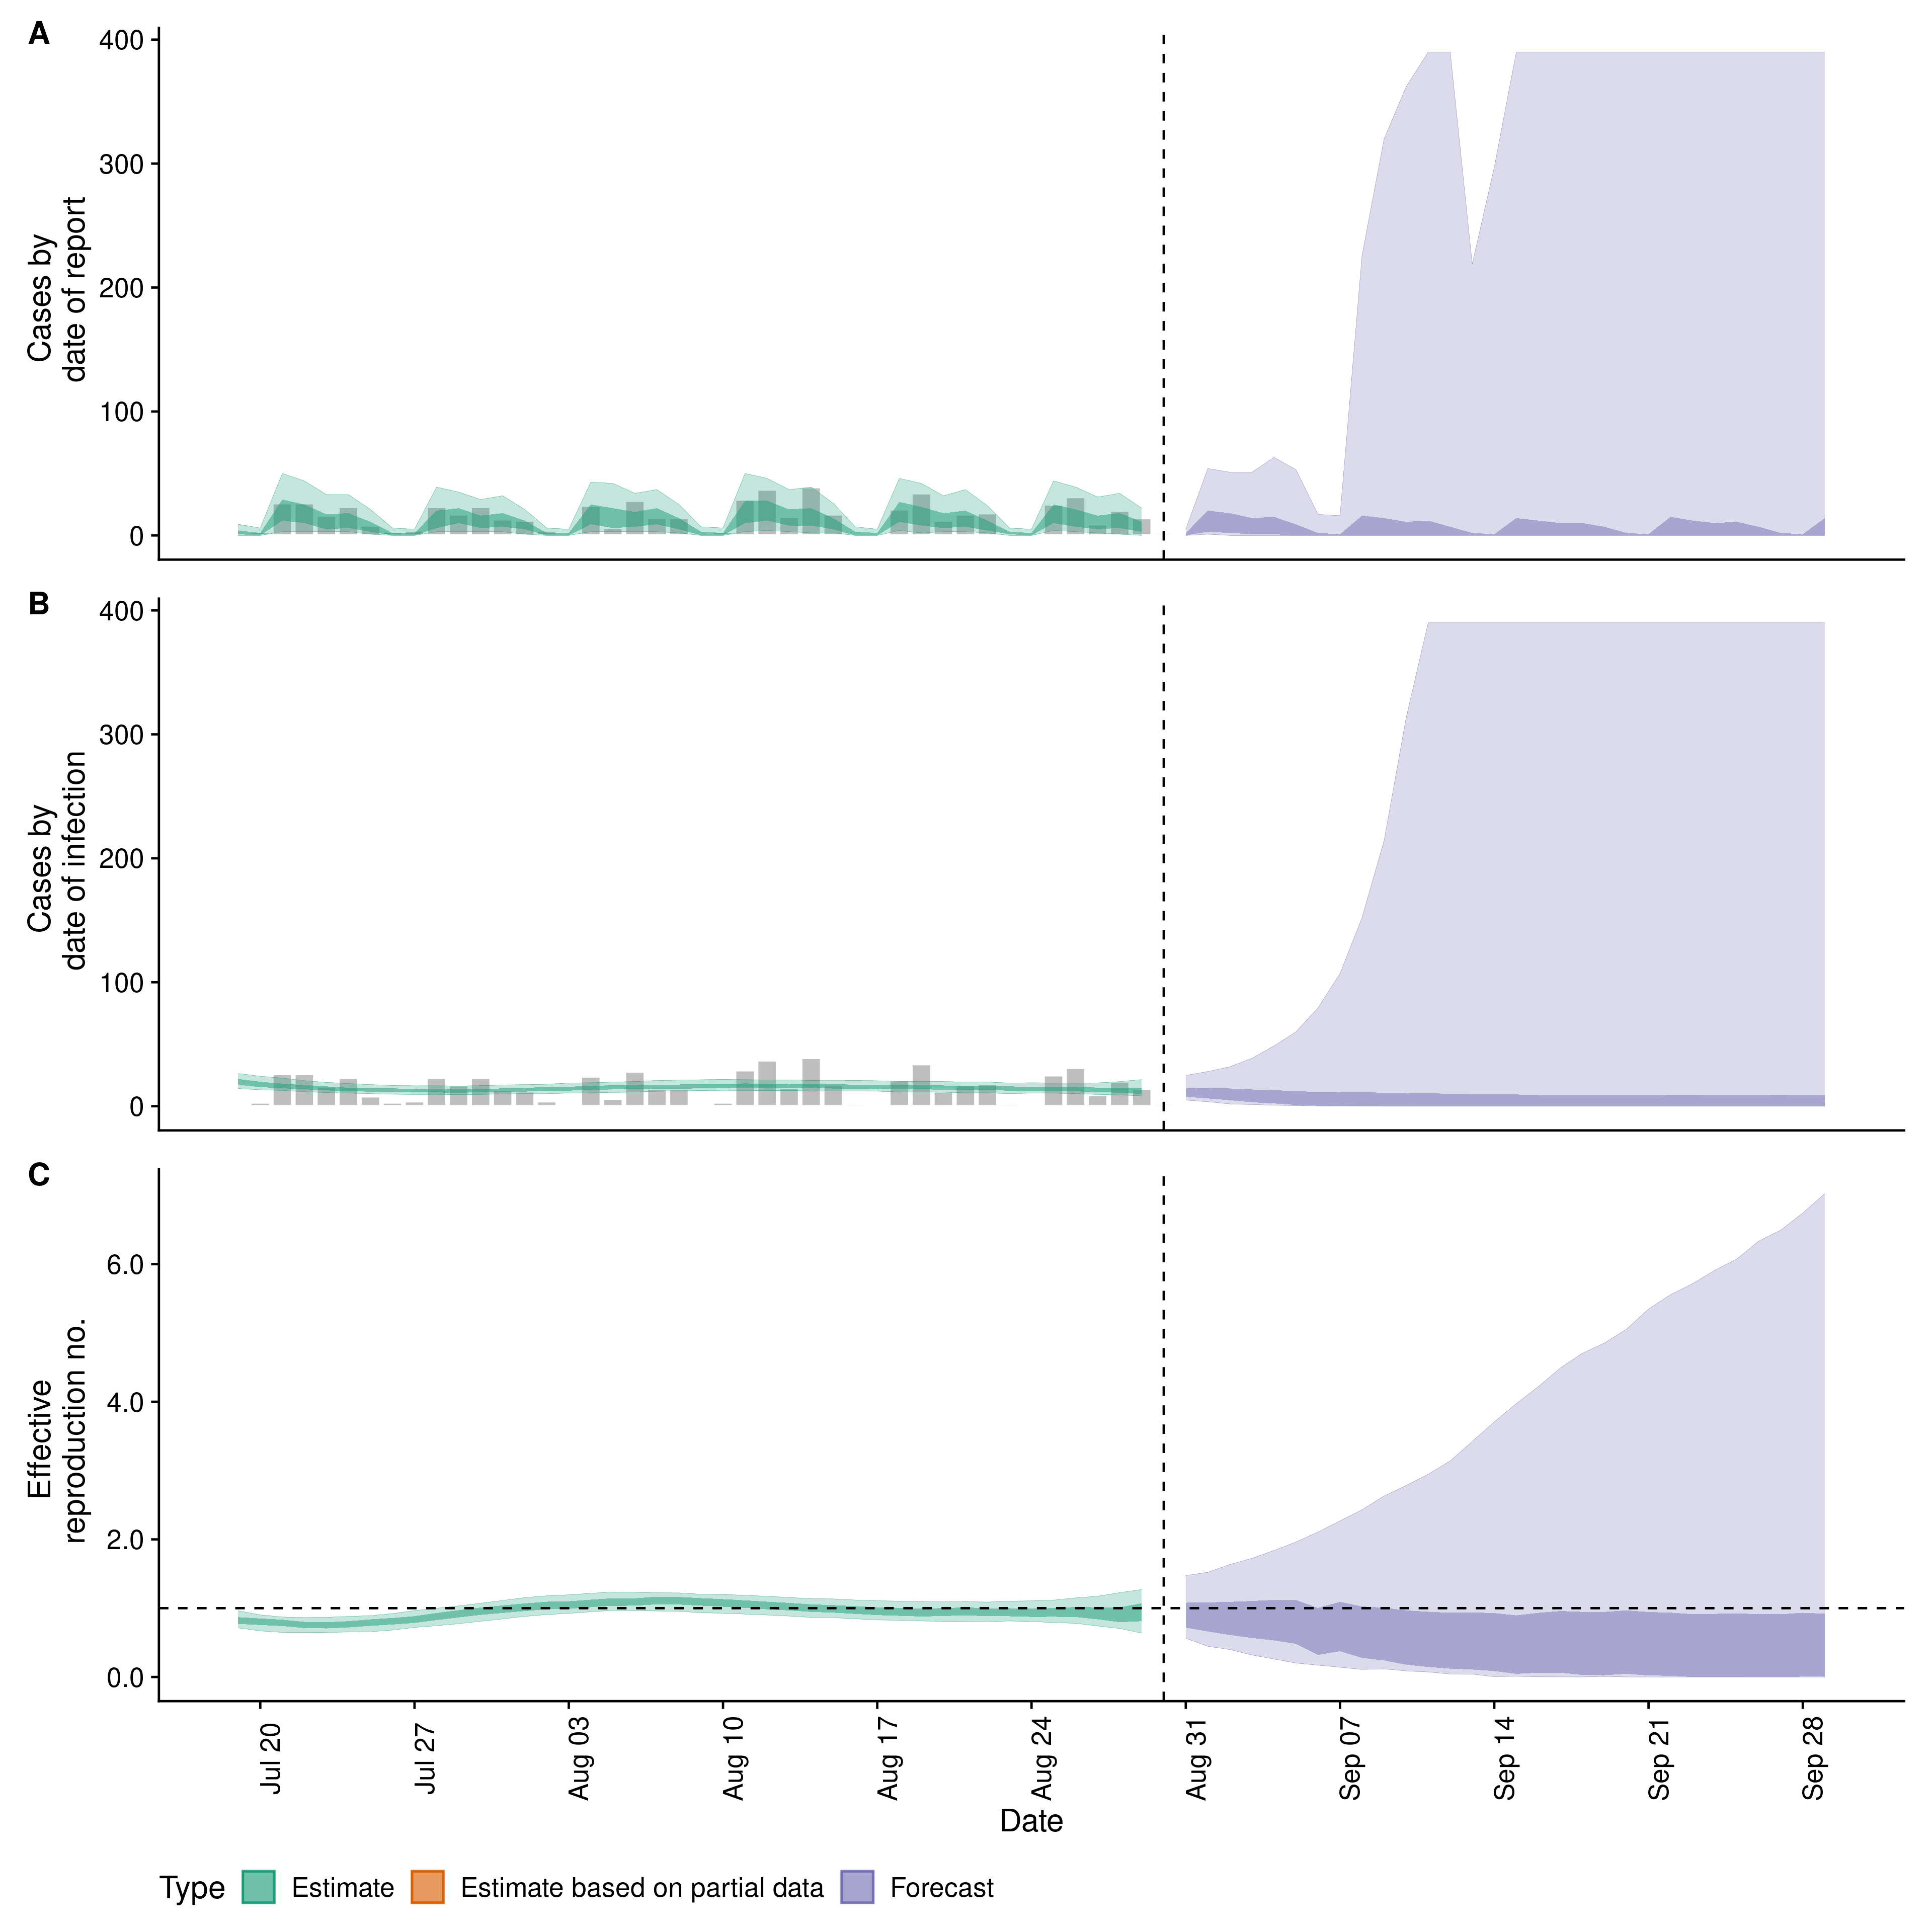 A
Cases by
date of report
400
300
200
100
0
B
Cases by
date of infection
400
300
200
100
0
C
Effective
reproduction no.
6.0
4.0
2.0
0.0
Jul 20
Jul 27
Aug 03
Aug 10
Aug 17
Aug 24
Aug 31
Sep 07
Sep 14
Sep 21
Sep 28
Date
Type Estimate Estimate based on partial data Forecast